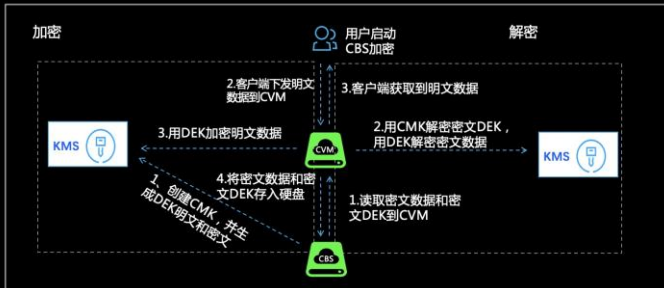 加密
用户启动
CBS加密
解密
2.客户端下发明文
数据到CVM
3.客户端获取到明文数据
KMS
3.用DEK加密明文数据
CVM
2.用CMK解密密文DEK，
用DEK解密密文数据
KMS
1、创建CMK，并生
成DEK明文和密文
4.将密文数据和密
文DEK存入硬盘
1.读取密文数据和密
文DEK到CVM
CBS